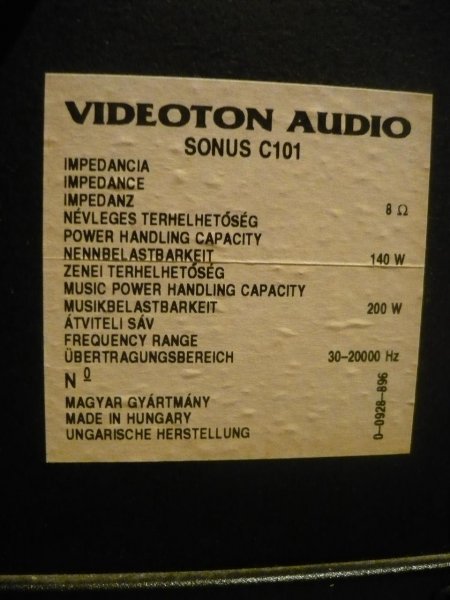 VIDEOTON AUDIO
SONUS C101
IMPEDANCIA
IMPEDANCE
IMPEDANZ 8 Ω
NÉVLEGES TERHELHETŐSÉG
POWER HANDLING CAPACITY
NENNBELASTBARKEIT 140 W
ZENEI TERHELHETŐSÉG
MUSIC POWER HANDLING CAPACITY
MUSIKBELASTBARKEIT 200 W
ÁTVITELI SÁV
FREQUENCY RANGE
ÜBERTRAGUNGSBEREICH 30–20000 Hz
Nº
MAGYAR GYÁRTMÁNY
MADE IN HUNGARY
UNGARISCHE HERSTELLUNG
0-0928-896